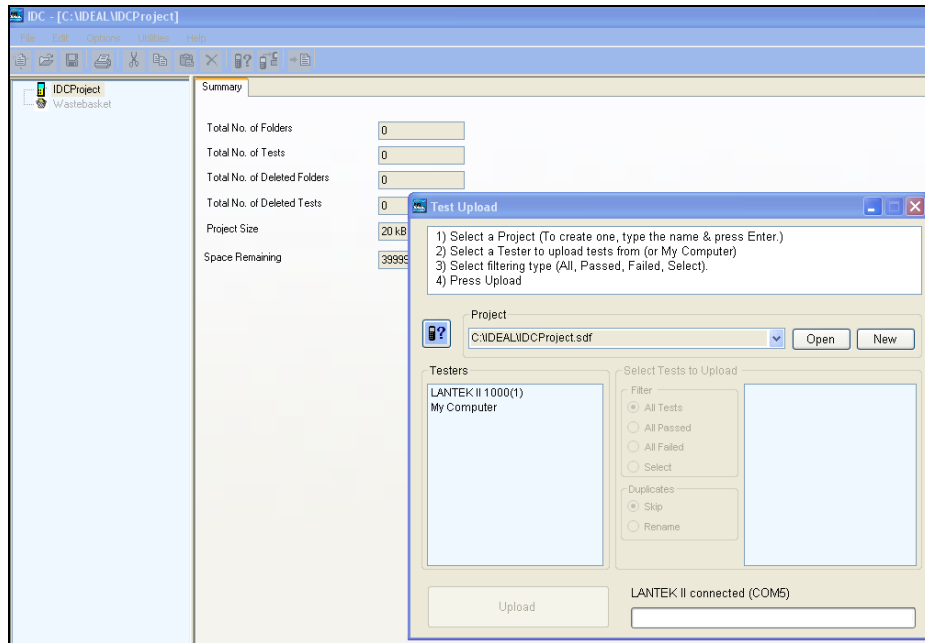 IDC - [C:\IDEAL\IDCProject]
File Edit Options Utilities Help
IDCProject
Wastebasket
Summary
Total No. of Folders 0
Total No. of Tests 0
Total No. of Deleted Folders 0
Total No. of Deleted Tests 0
Project Size 20 kB
Space Remaining 39999
Test Upload
1) Select a Project (To create one, type the name & press Enter.)
2) Select a Tester to upload tests from (or My Computer)
3) Select filtering type (All, Passed, Failed, Select).
4) Press Upload
Project
C:\IDEAL\IDCProject.sdf Open New
Testers
LANTEK II 1000(1)
My Computer
Select Tests to Upload
Filter
All Tests
All Passed
All Failed
Select
Duplicates
Skip
Rename
Upload
LANTEK II connected (COM5)